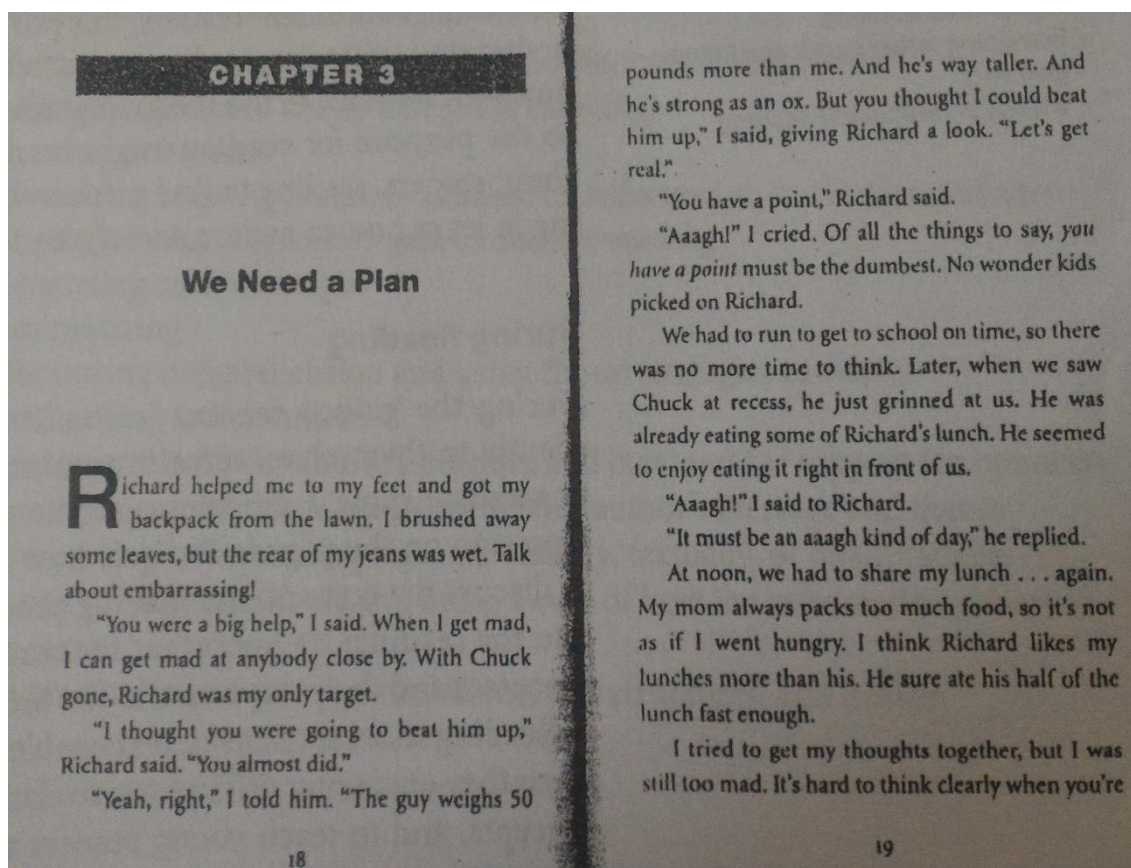 CHAPTER 3
We Need a Plan
Richard helped me to my feet and got my
backpack from the lawn. I brushed away
some leaves, but the rear of my jeans was wet. Talk
about embarrassing!
"You were a big help," I said. When I get mad,
I can get mad at anybody close by. With Chuck
gone, Richard was my only target.
"I thought you were going to beat him up,"
Richard said. "You almost did."
"Yeah, right," I told him. "The guy weighs 50
18
pounds more than me. And he's way taller. And
he's strong as an ox. But you thought I could beat
him up," I said, giving Richard a look. "Let's get
real."
"You have a point," Richard said.
"Aaagh!" I cried. Of all the things to say, you
have a point must be the dumbest. No wonder kids
picked on Richard.
We had to run to get to school on time, so there
was no more time to think. Later, when we saw
Chuck at recess, he just grinned at us. He was
already eating some of Richard's lunch. He seemed
to enjoy eating it right in front of us.
"Aaagh!" I said to Richard.
"It must be an aaagh kind of day," he replied.
At noon, we had to share my lunch . . . again.
My mom always packs too much food, so it's not
as if I went hungry. I think Richard likes my
lunches more than his. He sure ate his half of the
lunch fast enough.
I tried to get my thoughts together, but I was
still too mad. It's hard to think clearly when you're
19